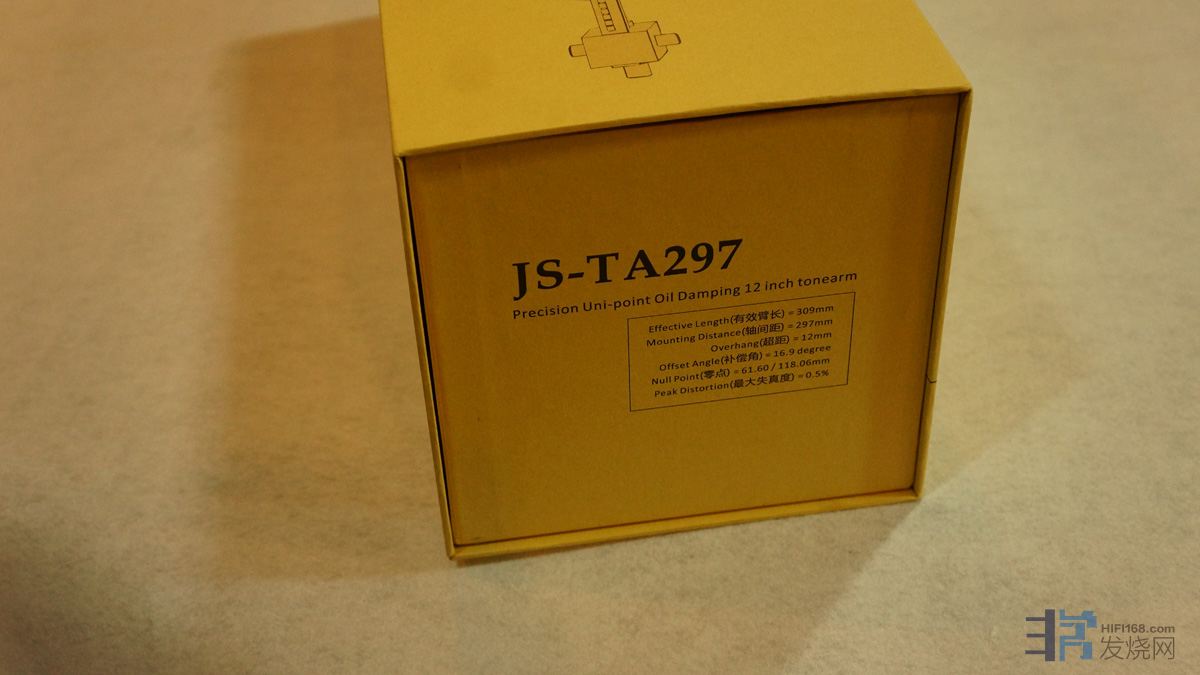 JS-TA297
Precision Uni-point Oil Damping 12 inch tonearm
Effective Length(有效臂长) = 309mm
Mounting Distance(轴间距) = 297mm
Overhang(超距) = 12mm
Offset Angle(补偿角) = 16.9 degree
Null Point(零点) = 61.60 / 118.06mm
Peak Distortion(最大失真度) = 0.5%
HIFI168.com
发烧网